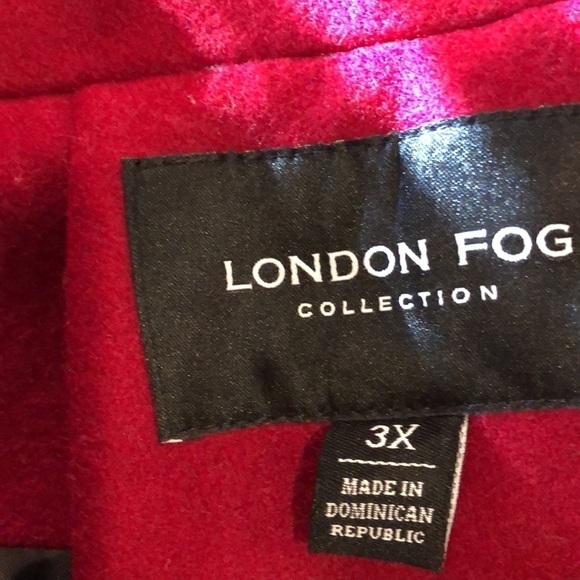 LONDON FOG
COLLECTION
3X
MADE IN
DOMINICAN
REPUBLIC